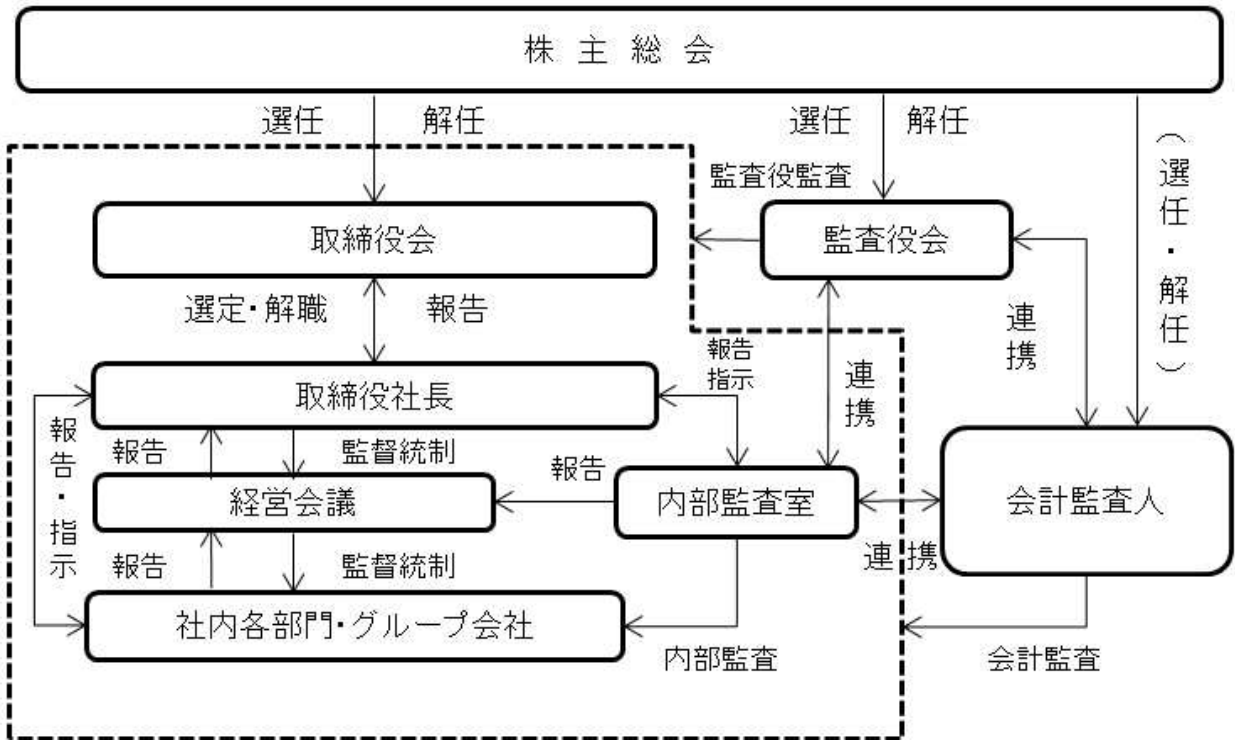 株主総会
選任 解任
選任 解任
（選任・解任）
監査役監査
取締役会
監査役会
選定・解職 報告
連携
報告
指示
連携
取締役社長
報告・指示
報告 監督統制
報告
経営会議
内部監査室
会計監査人
連携
報告 監督統制
社内各部門・グループ会社
内部監査
会計監査